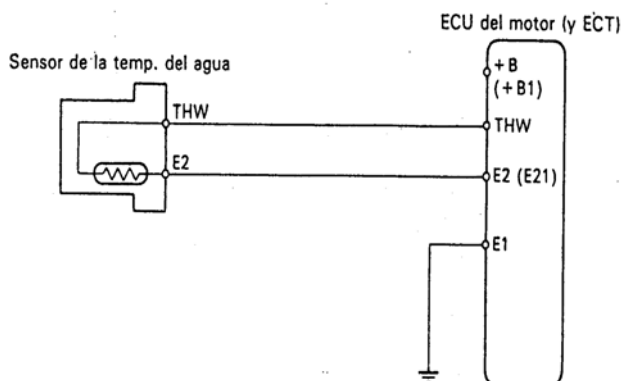 ECU del motor (y ECT)
Sensor de la temp. del agua
+B
(+B1)
THW
THW
E2
E2 (E21)
E1